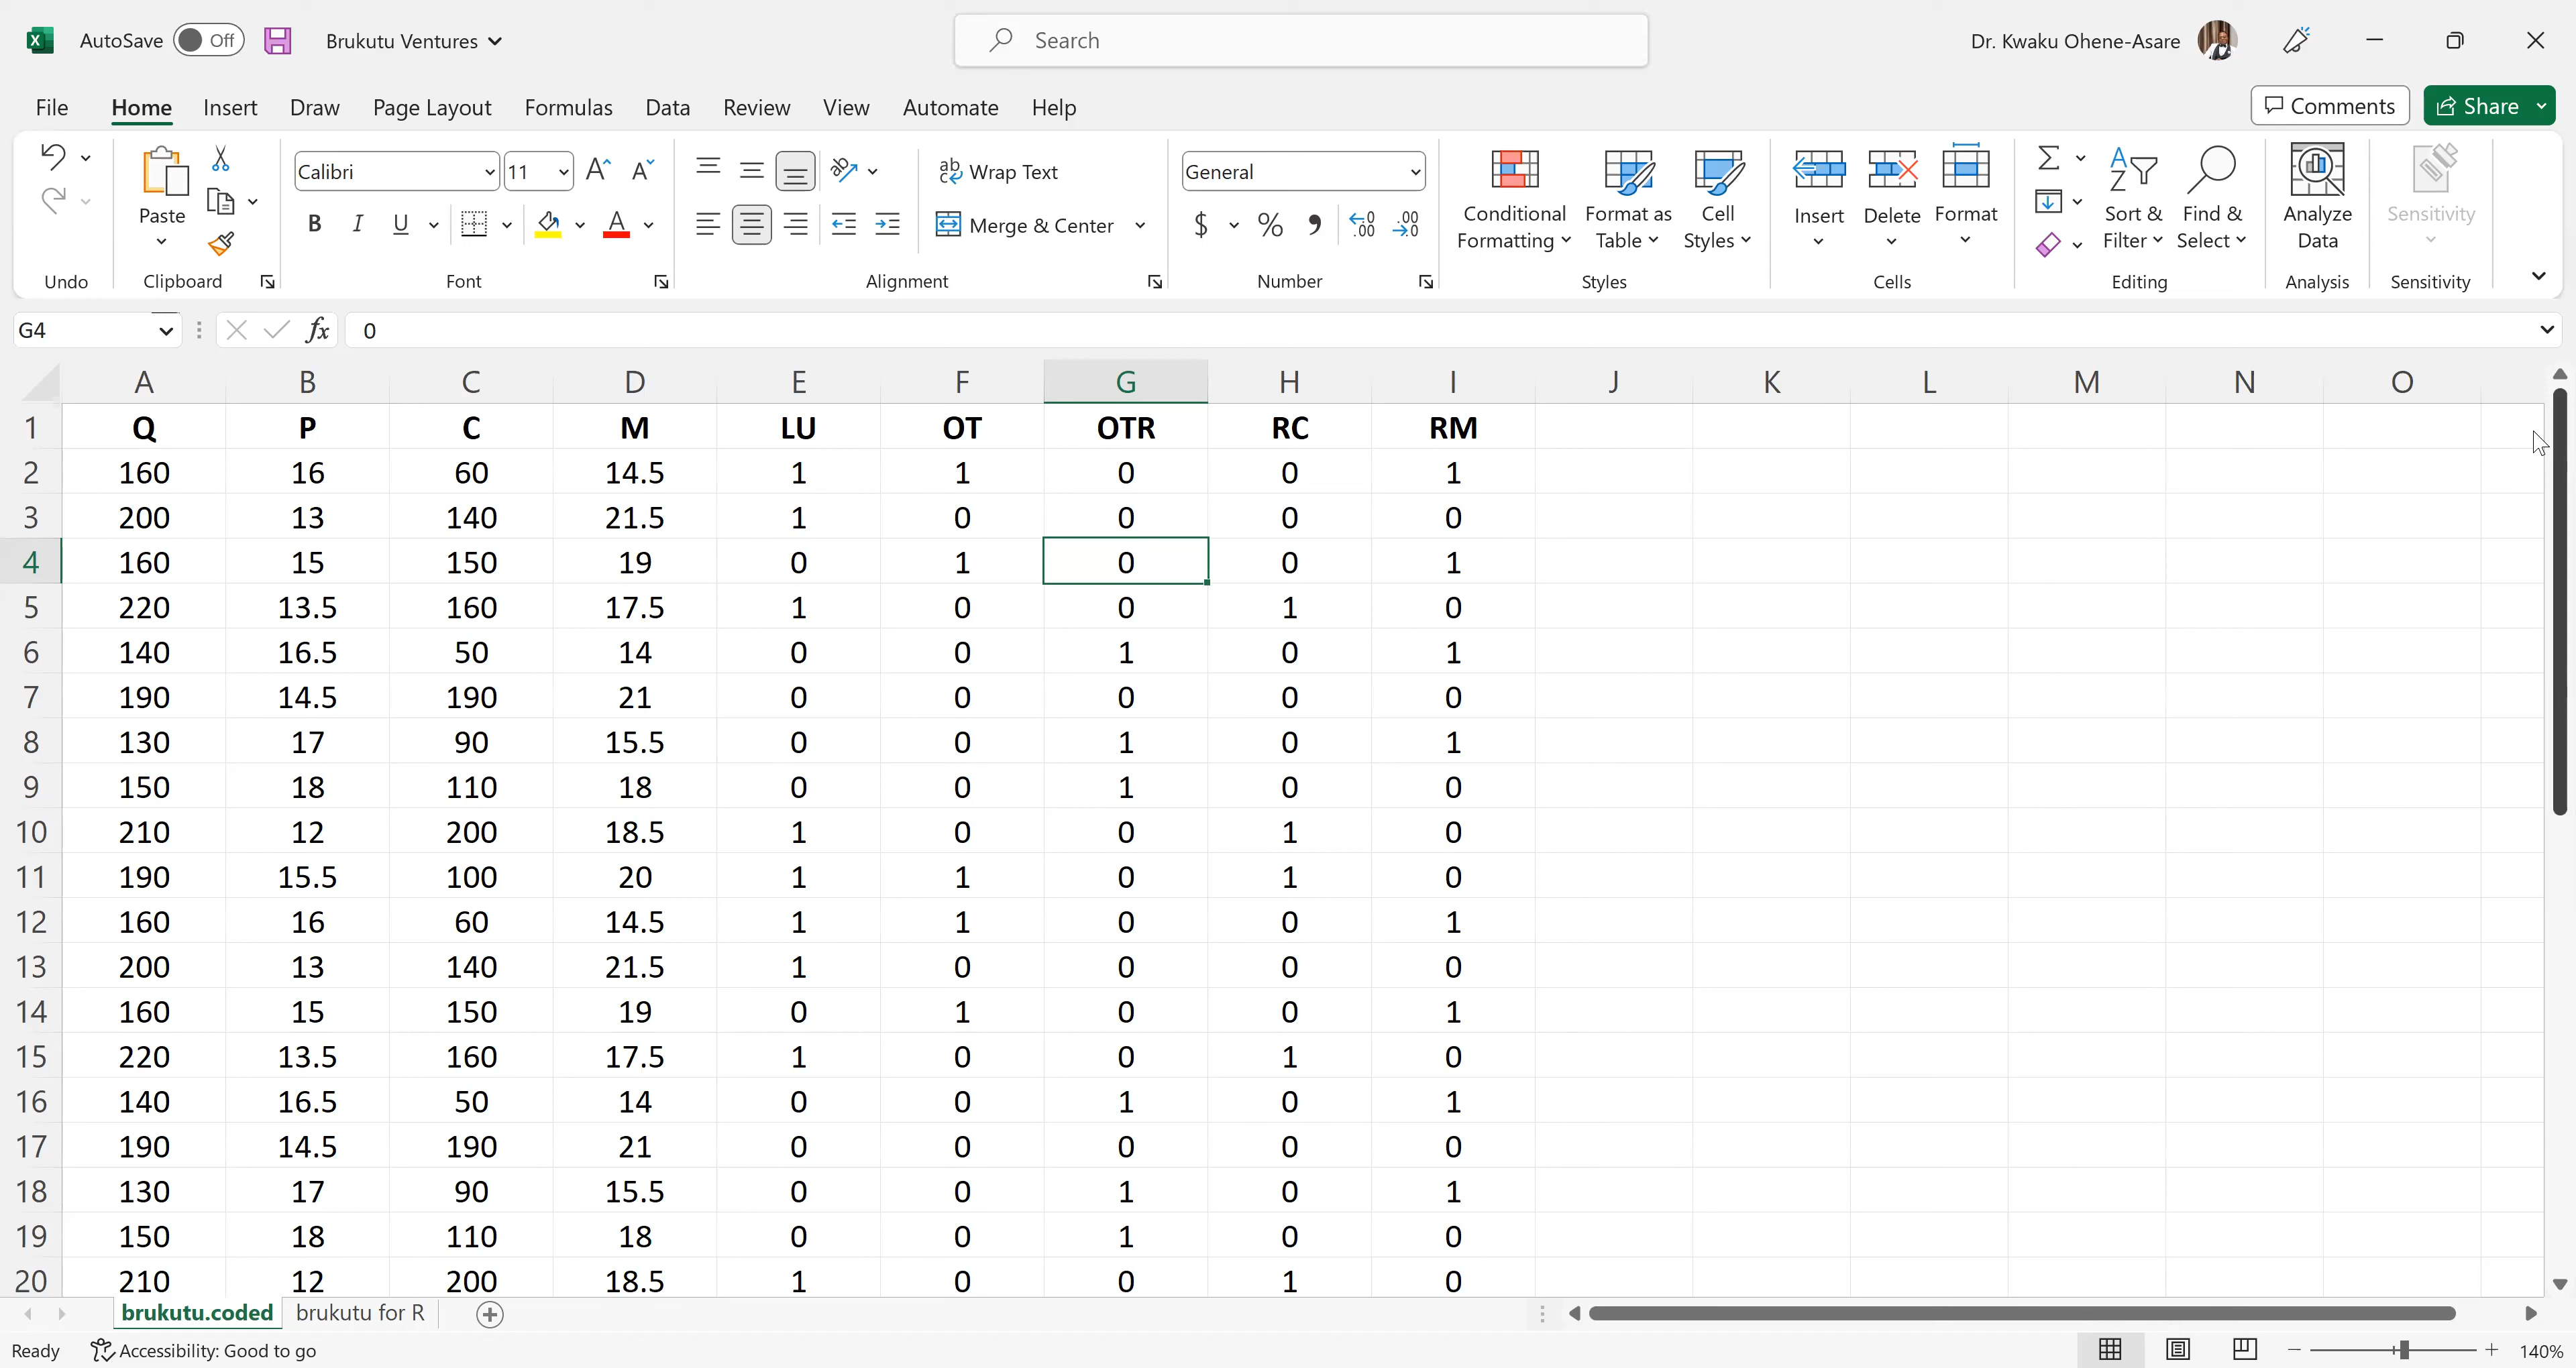 AutoSave Off Brukutu Ventures Search Dr. Kwaku Ohene-Asare
File Home Insert Draw Page Layout Formulas Data Review View Automate Help Comments Share
Calibri 11 Wrap Text General
Paste B I U Merge & Center $ % Conditional Formatting Format as Table Cell Styles Insert Delete Format Sort & Filter Find & Select Analyze Data Sensitivity
Undo Clipboard Font Alignment Number Styles Cells Editing Analysis Sensitivity
G4 fx 0
A B C D E F G H I J K L M N O
1 Q P C M LU OT OTR RC RM
2 160 16 60 14.5 1 1 0 0 1
3 200 13 140 21.5 1 0 0 0 0
4 160 15 150 19 0 1 0 0 1
5 220 13.5 160 17.5 1 0 0 1 0
6 140 16.5 50 14 0 0 1 0 1
7 190 14.5 190 21 0 0 0 0 0
8 130 17 90 15.5 0 0 1 0 1
9 150 18 110 18 0 0 1 0 0
10 210 12 200 18.5 1 0 0 1 0
11 190 15.5 100 20 1 1 0 1 0
12 160 16 60 14.5 1 1 0 0 1
13 200 13 140 21.5 1 0 0 0 0
14 160 15 150 19 0 1 0 0 1
15 220 13.5 160 17.5 1 0 0 1 0
16 140 16.5 50 14 0 0 1 0 1
17 190 14.5 190 21 0 0 0 0 0
18 130 17 90 15.5 0 0 1 0 1
19 150 18 110 18 0 0 1 0 0
20 210 12 200 18.5 1 0 0 1 0
brukutu.coded brukutu for R
Ready Accessibility: Good to go 140%